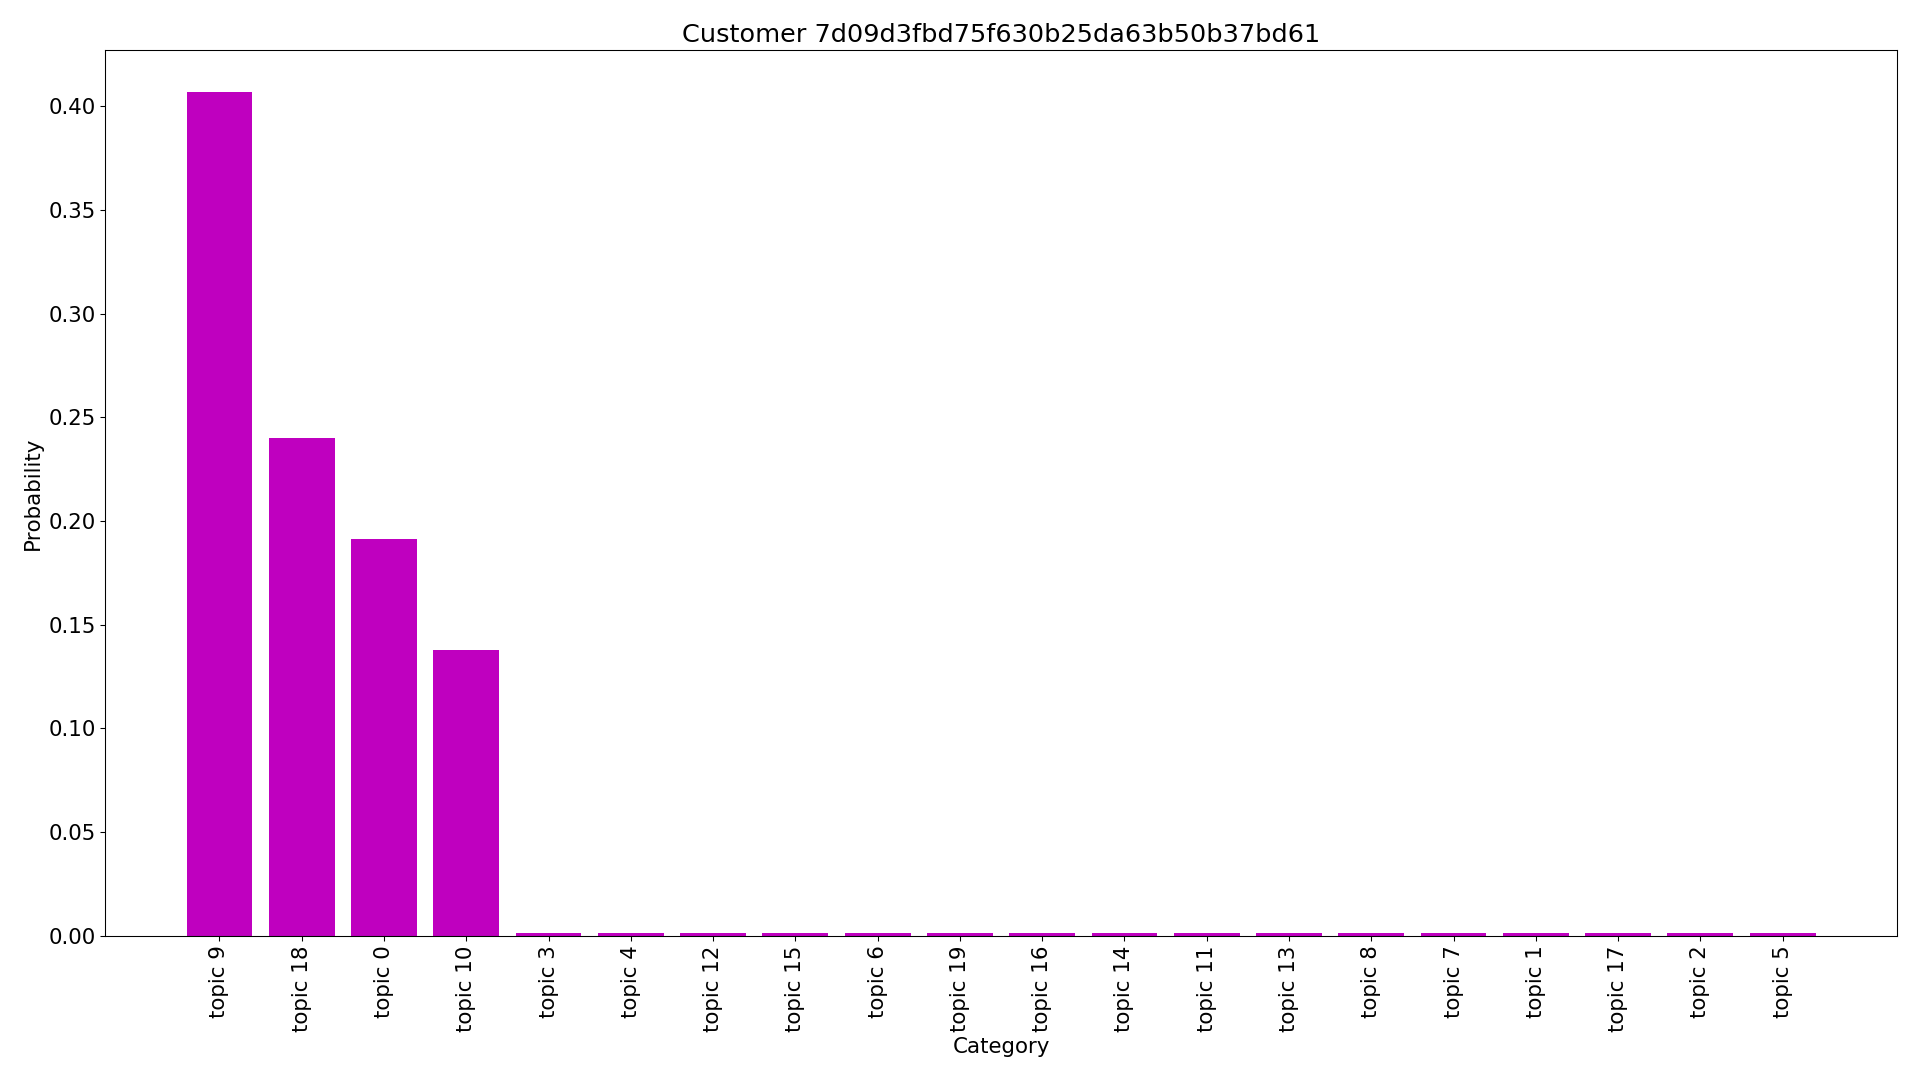 Customer 7d09d3fbd75f630b25da63b50b37bd61
Probability
0.40
0.35
0.30
0.25
0.20
0.15
0.10
0.05
0.00
topic 9
topic 18
topic 0
topic 10
topic 3
topic 4
topic 12
topic 15
topic 6
topic 19
topic 16
topic 14
topic 11
topic 13
topic 8
topic 7
topic 1
topic 17
topic 2
topic 5
Category